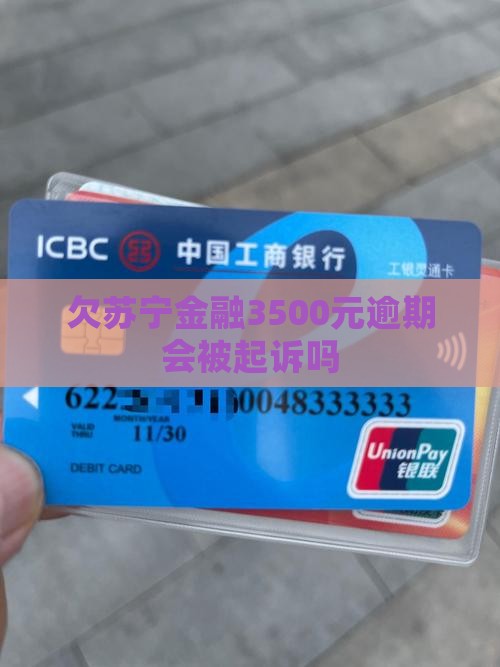 ICBC 中国工商银行
工银灵通卡
欠苏宁金融3500元逾期
会被起诉吗
622 0048333333
MONTH/YEAR
VALID
THRU
11/30
DEBIT CARD
UnionPay
银联